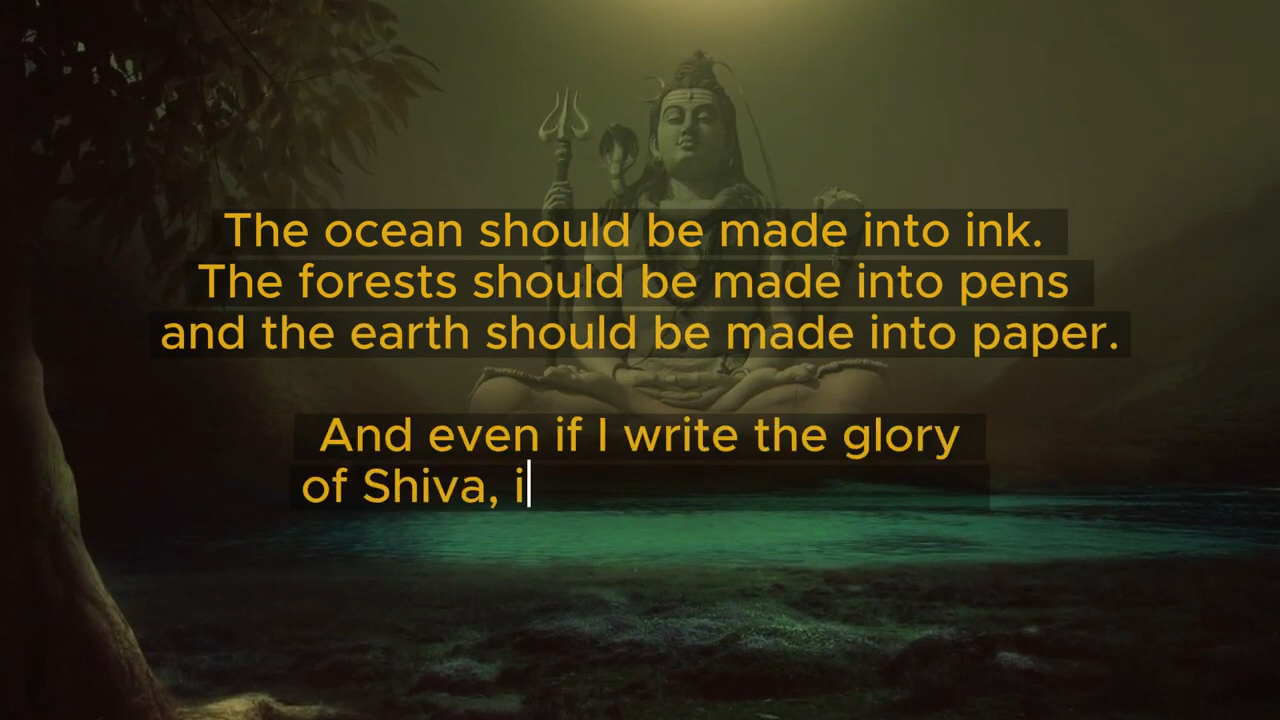 The ocean should be made into ink.
The forests should be made into pens
and the earth should be made into paper.
And even if I write the glory
of Shiva, i